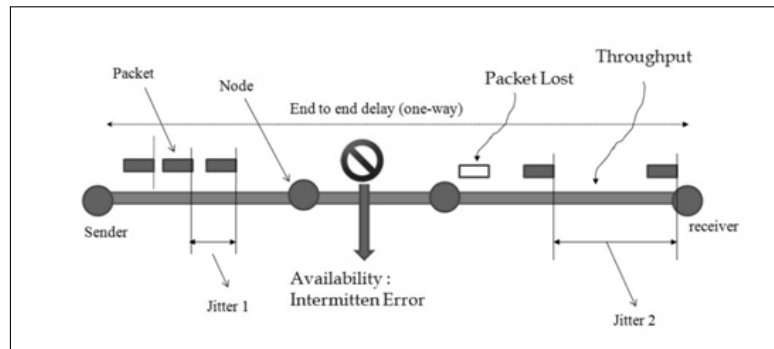 Throughput
Packet
Packet Lost
Node
End to end delay (one-way)
Sender
receiver
Availability :
Intermitten Error
Jitter 1
Jitter 2